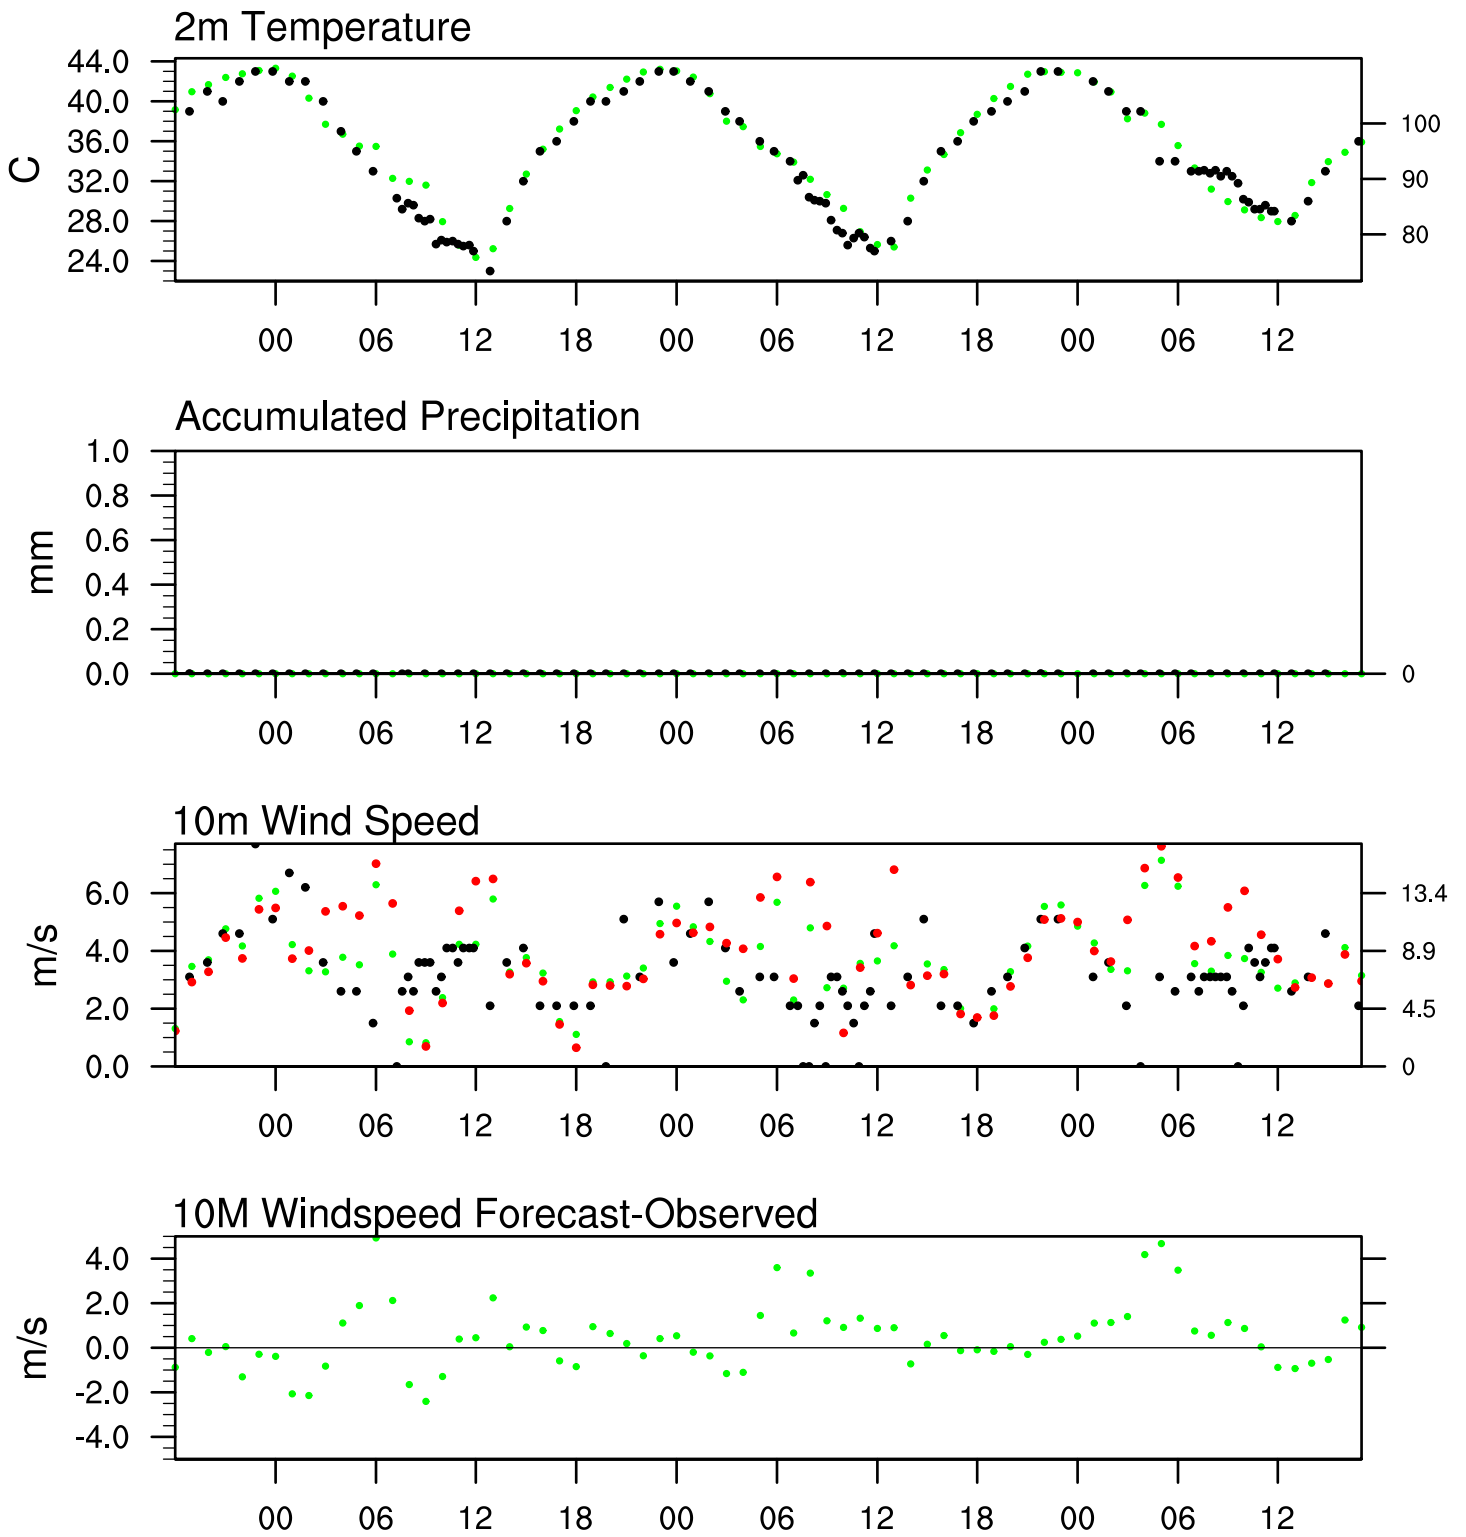 2m Temperature
44.0
40.0
36.0
32.0
28.0
24.0
C
100
90
80
00 06 12 18 00 06 12 18 00 06 12
Accumulated Precipitation
1.0
0.8
0.6
0.4
0.2
0.0
mm
0
00 06 12 18 00 06 12 18 00 06 12
10m Wind Speed
6.0
4.0
2.0
0.0
m/s
13.4
8.9
4.5
0
00 06 12 18 00 06 12 18 00 06 12
10M Windspeed Forecast-Observed
4.0
2.0
0.0
-2.0
-4.0
m/s
00 06 12 18 00 06 12 18 00 06 12